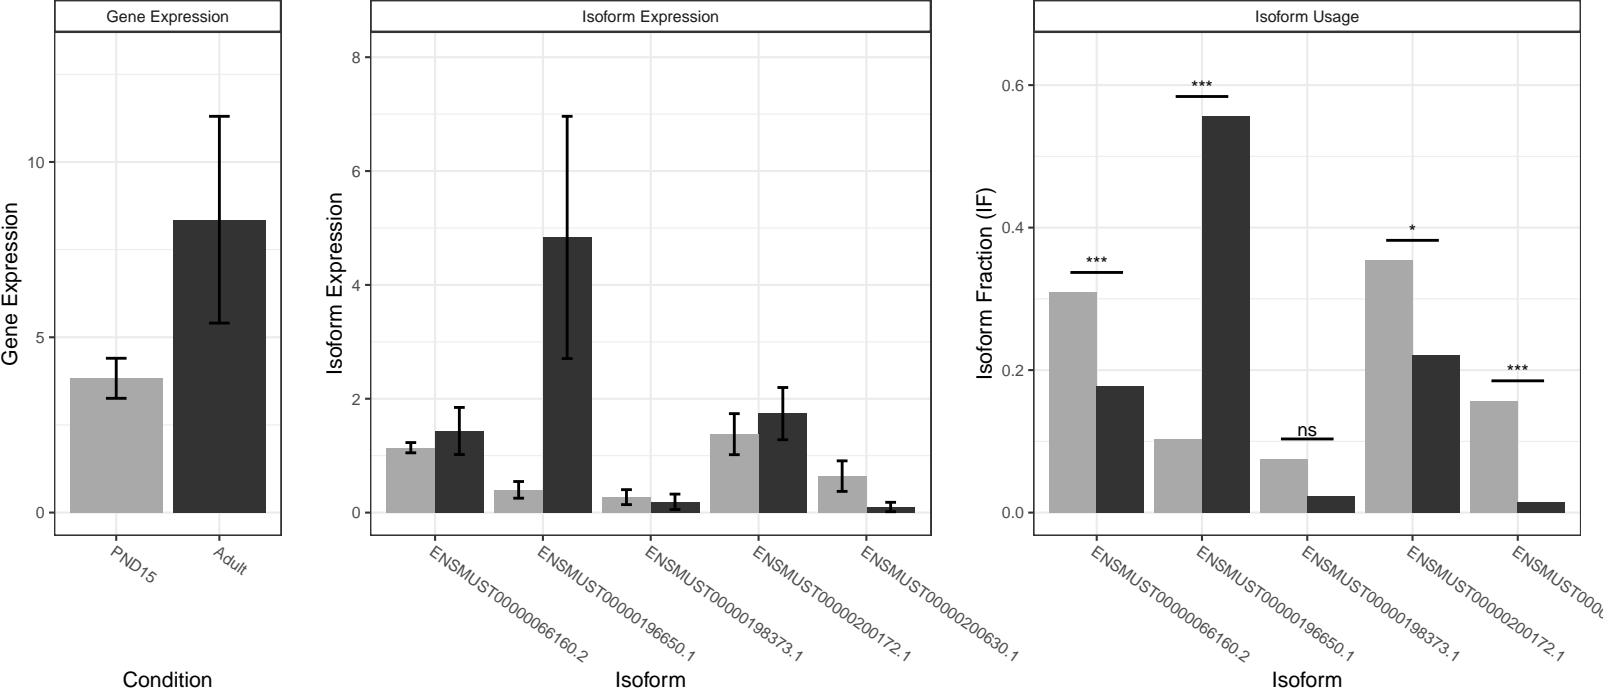 Gene Expression
Gene Expression
10
5
0
PND15
Adult
Condition
Isoform Expression
Isoform Expression
8
6
4
2
0
ENSMUST00000066160.2
ENSMUST00000196650.1
ENSMUST00000198373.1
ENSMUST00000200172.1
ENSMUST00000200630.1
Isoform
Isoform Usage
Isoform Fraction (IF)
0.6
0.4
0.2
0.0
***
***
ns
*
***
ENSMUST00000066160.2
ENSMUST00000196650.1
ENSMUST00000198373.1
ENSMUST00000200172.1
Isoform